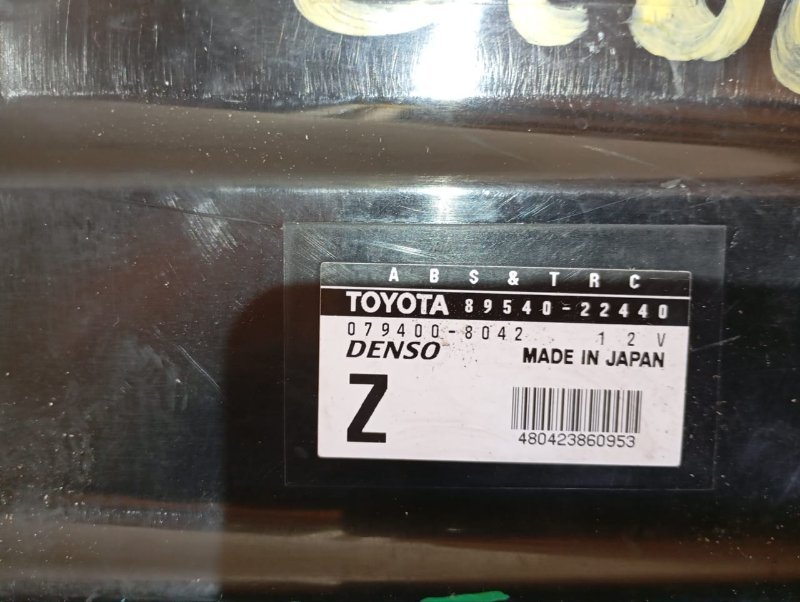 ABS & TRC
TOYOTA 89540-22440
079400-8042 12V
DENSO MADE IN JAPAN
Z
480423860953